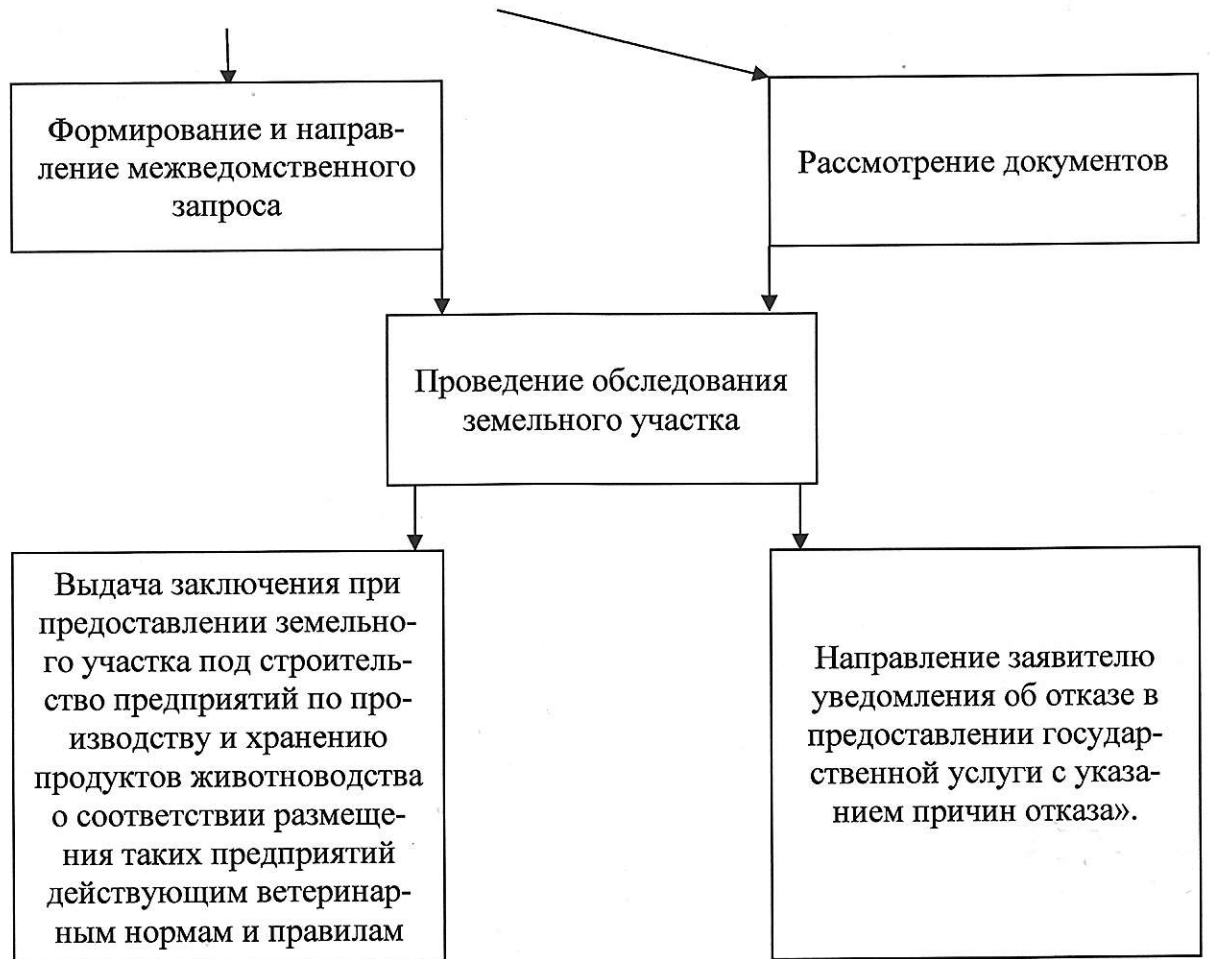 Формирование и направ-
ление межведомственного
запроса
Рассмотрение документов
Проведение обследования
земельного участка
Выдача заключения при
предоставлении земельно-
го участка под строитель-
ство предприятий по про-
изводству и хранению
продуктов животноводства
о соответствии размеще-
ния таких предприятий
действующим ветеринар-
ным нормам и правилам
Направление заявителю
уведомления об отказе в
предоставлении государ-
ственной услуги с указа-
нием причин отказа».